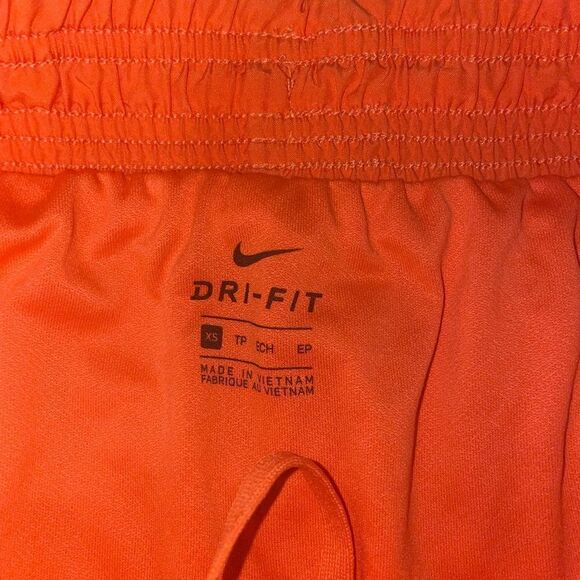 DRI-FIT
XS TP ECH EP
MADE IN VIETNAM
FABRIQUE AU VIETNAM